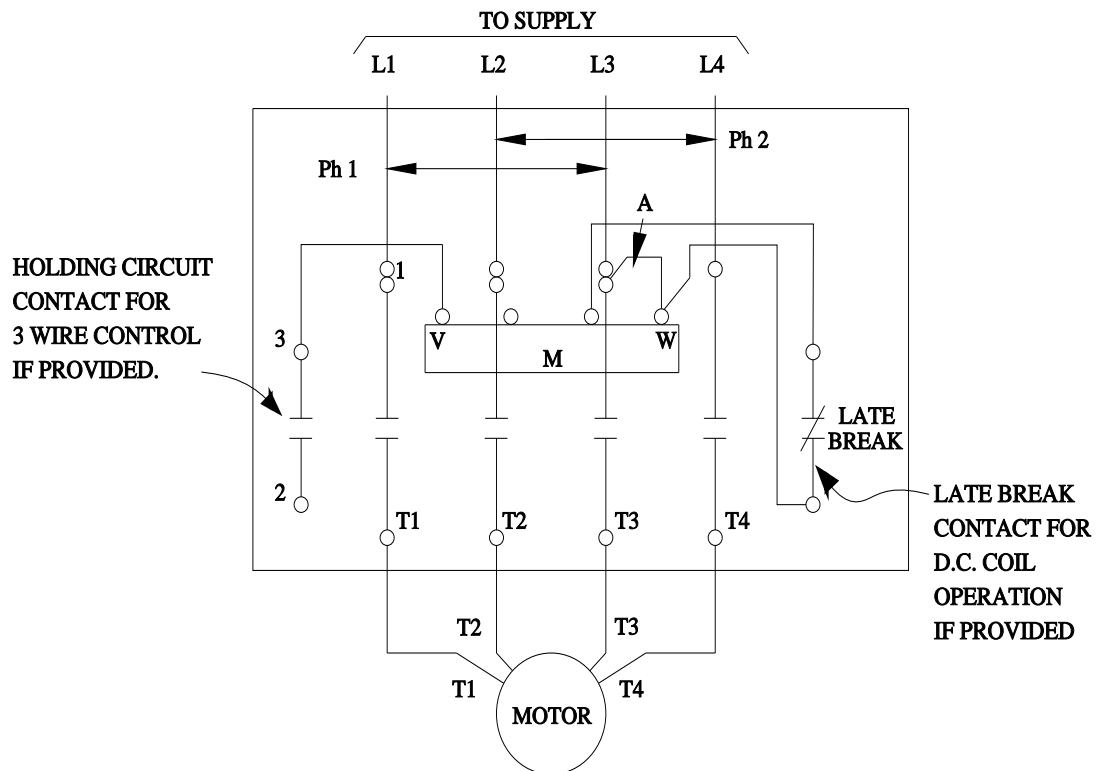 TO SUPPLY
L1 L2 L3 L4
Ph 2
Ph 1
A
HOLDING CIRCUIT
CONTACT FOR
3 WIRE CONTROL
IF PROVIDED.
1
3
V
W
M
LATE
BREAK
2
T1 T2 T3 T4
LATE BREAK
CONTACT FOR
D.C. COIL
OPERATION
IF PROVIDED
T2
T3
T1
T4
MOTOR